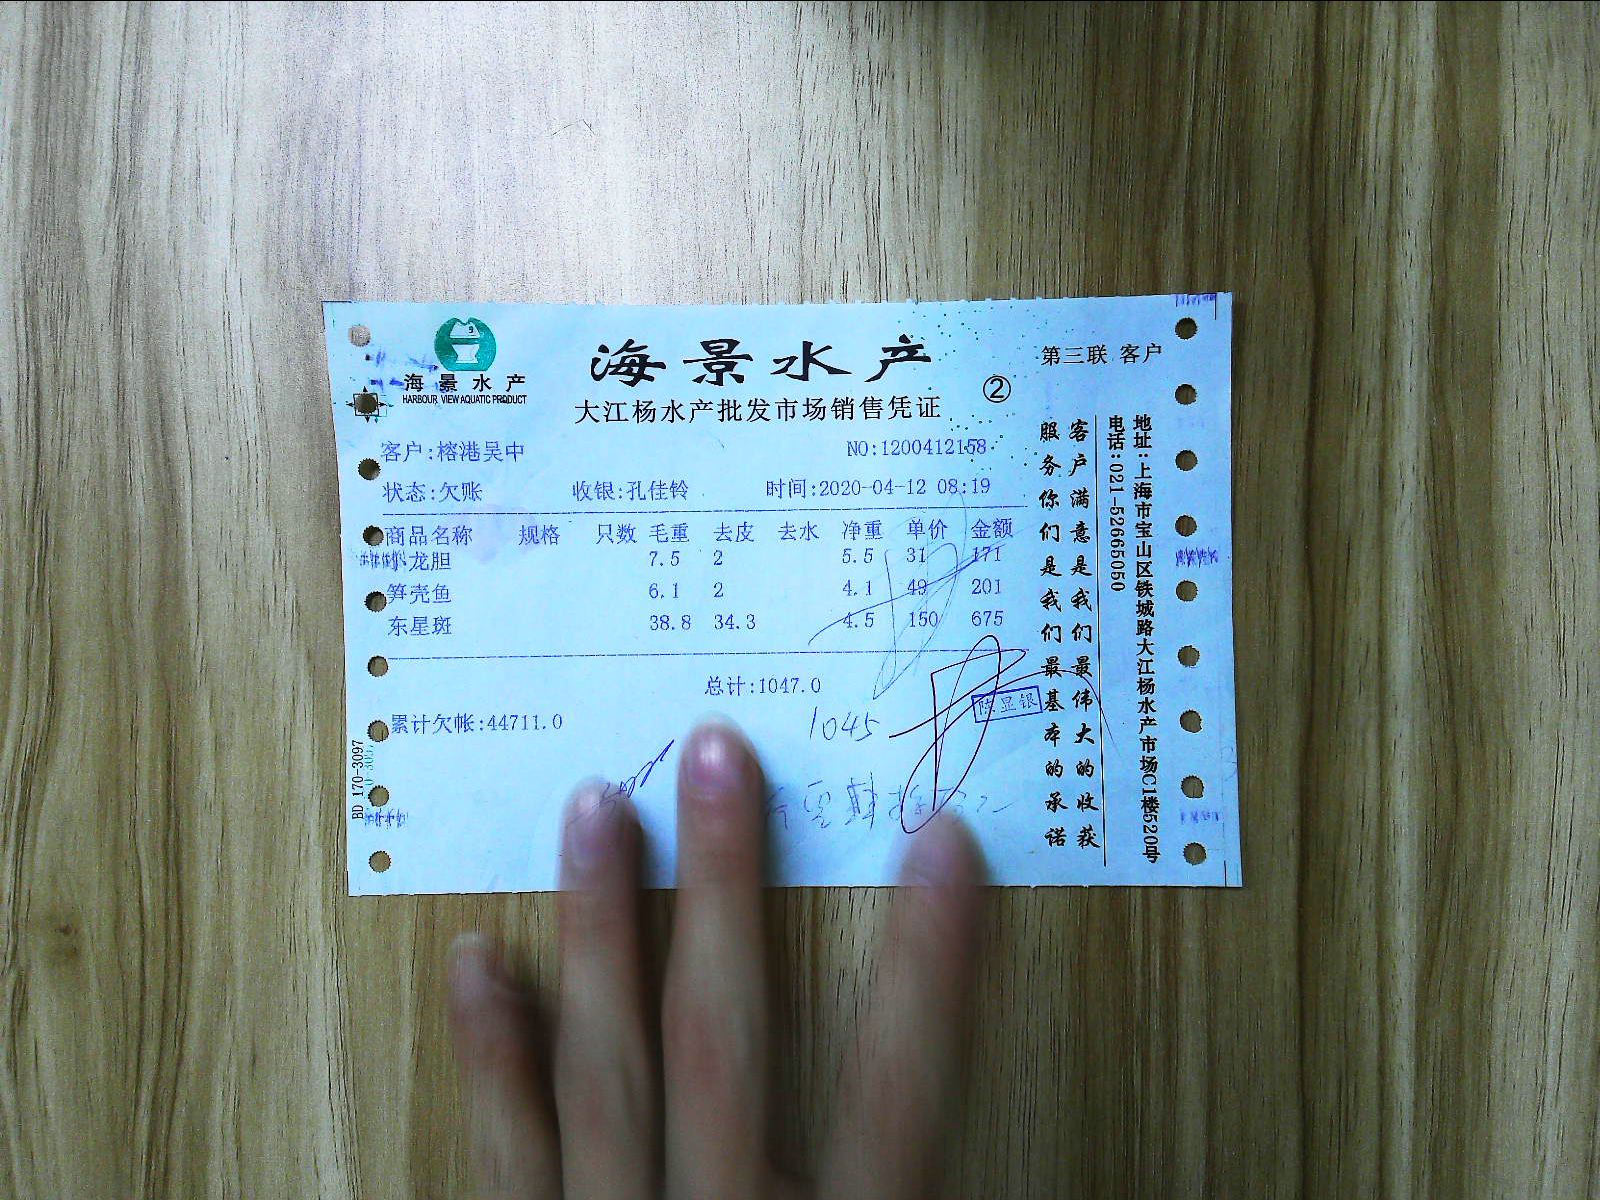 海景水产
HARBOUR VIEW AQUATIC PRODUCT
海景水产
大江杨水产批发市场销售凭证
②
第三联 客户
客户:榕港吴中
NO:1200412158
状态:欠账 收银:孔佳铃 时间:2020-04-12 08:19
商品名称 规格 只数 毛重 去皮 去水 净重 单价 金额
小龙胆 7.5 2 5.5 31 171
笋壳鱼 6.1 2 4.1 49 201
东星斑 38.8 34.3 4.5 150 675
总计:1047.0
累计欠帐:44711.0
1045
陈显银
BD 170-3097
客户满意是我们最伟大的收获
服务你们是我们最基本的承诺
地址:上海市宝山区铁城路大江杨水产市场C1楼520号
电话:021-52665050